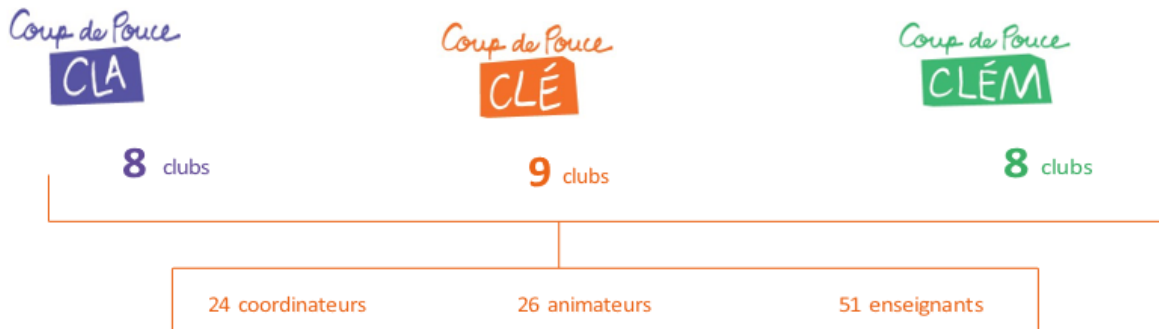 Coup de Pouce
CLA
8 clubs
Coup de Pouce
CLÉ
9 clubs
Coup de Pouce
CLÉM
8 clubs
24 coordinateurs
26 animateurs
51 enseignants